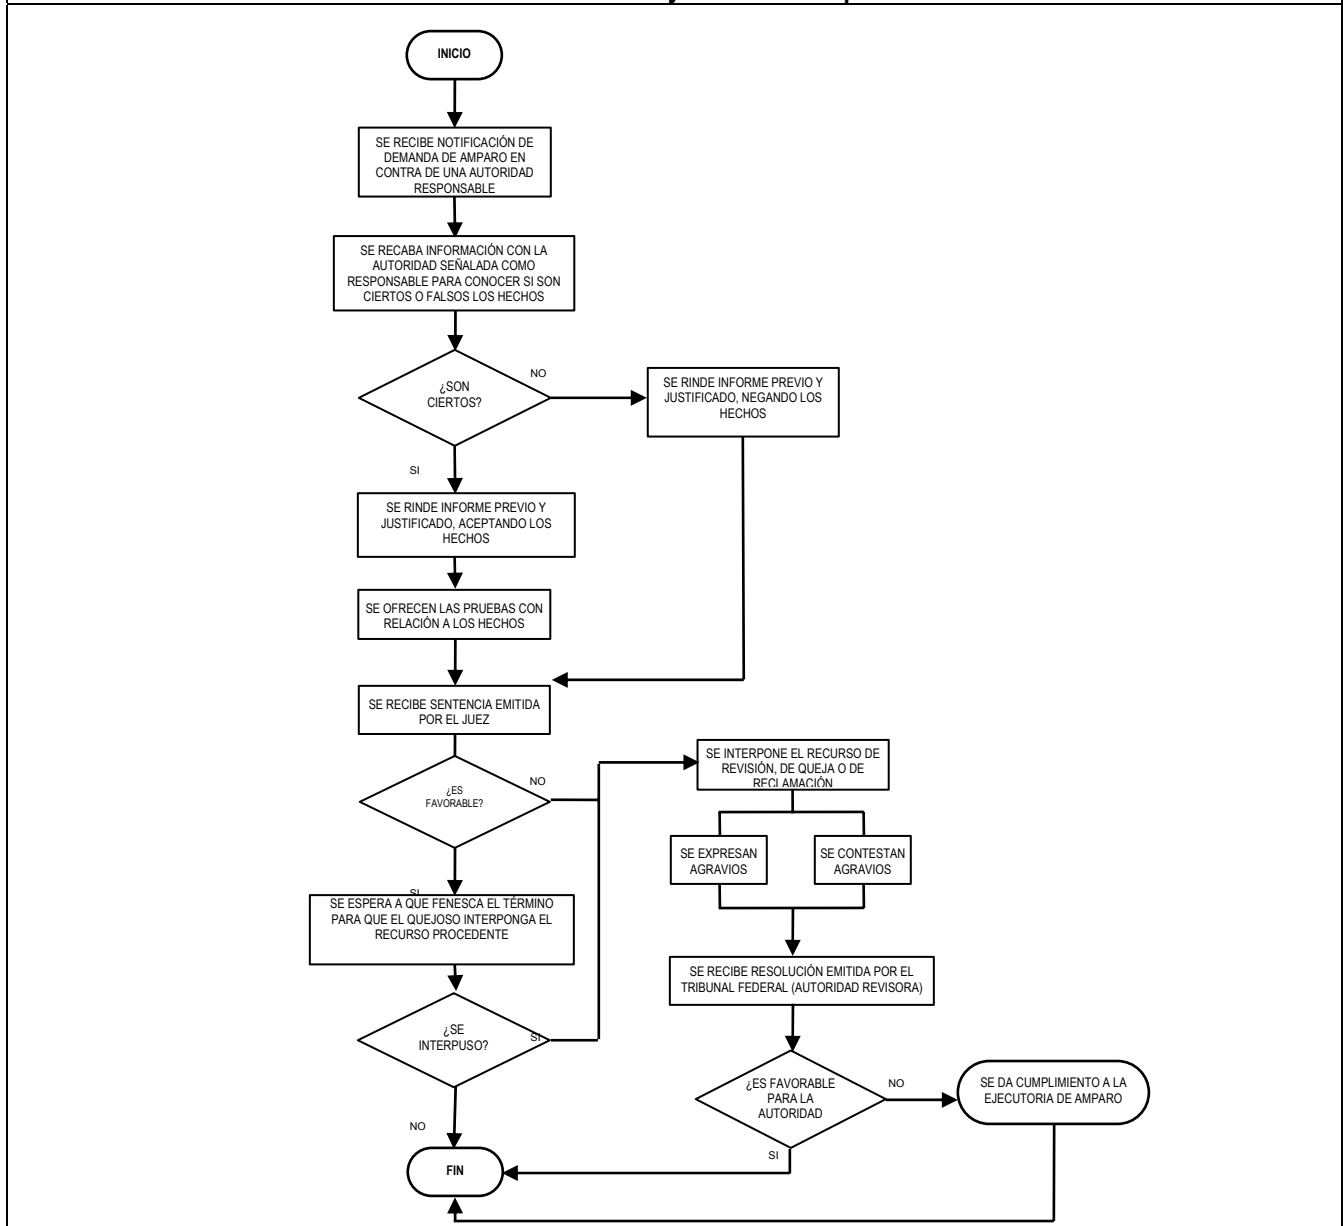 INICIO
SE RECIBE NOTIFICACIÓN DE
DEMANDA DE AMPARO EN
CONTRA DE UNA AUTORIDAD
RESPONSABLE
SE RECABA INFORMACIÓN CON LA
AUTORIDAD SEÑALADA COMO
RESPONSABLE PARA CONOCER SI SON
CIERTOS O FALSOS LOS HECHOS
¿SON
CIERTOS?
NO
SE RINDE INFORME PREVIO Y
JUSTIFICADO, NEGANDO LOS
HECHOS
SI
SE RINDE INFORME PREVIO Y
JUSTIFICADO, ACEPTANDO LOS
HECHOS
SE OFRECEN LAS PRUEBAS CON
RELACIÓN A LOS HECHOS
SE RECIBE SENTENCIA EMITIDA
POR EL JUEZ
¿ES
FAVORABLE?
NO
SI
SE ESPERA A QUE FENESCA EL TÉRMINO
PARA QUE EL QUEJOSO INTERPONGA EL
RECURSO PROCEDENTE
¿SE
INTERPUSO?
SI
NO
SE INTERPONE EL RECURSO DE
REVISIÓN, DE QUEJA O DE
RECLAMACIÓN
SE EXPRESAN
AGRAVIOS
SE CONTESTAN
AGRAVIOS
SE RECIBE RESOLUCIÓN EMITIDA POR EL
TRIBUNAL FEDERAL (AUTORIDAD REVISORA)
¿ES FAVORABLE
PARA LA
AUTORIDAD
NO
SE DA CUMPLIMIENTO A LA
EJECUTORIA DE AMPARO
SI
FIN